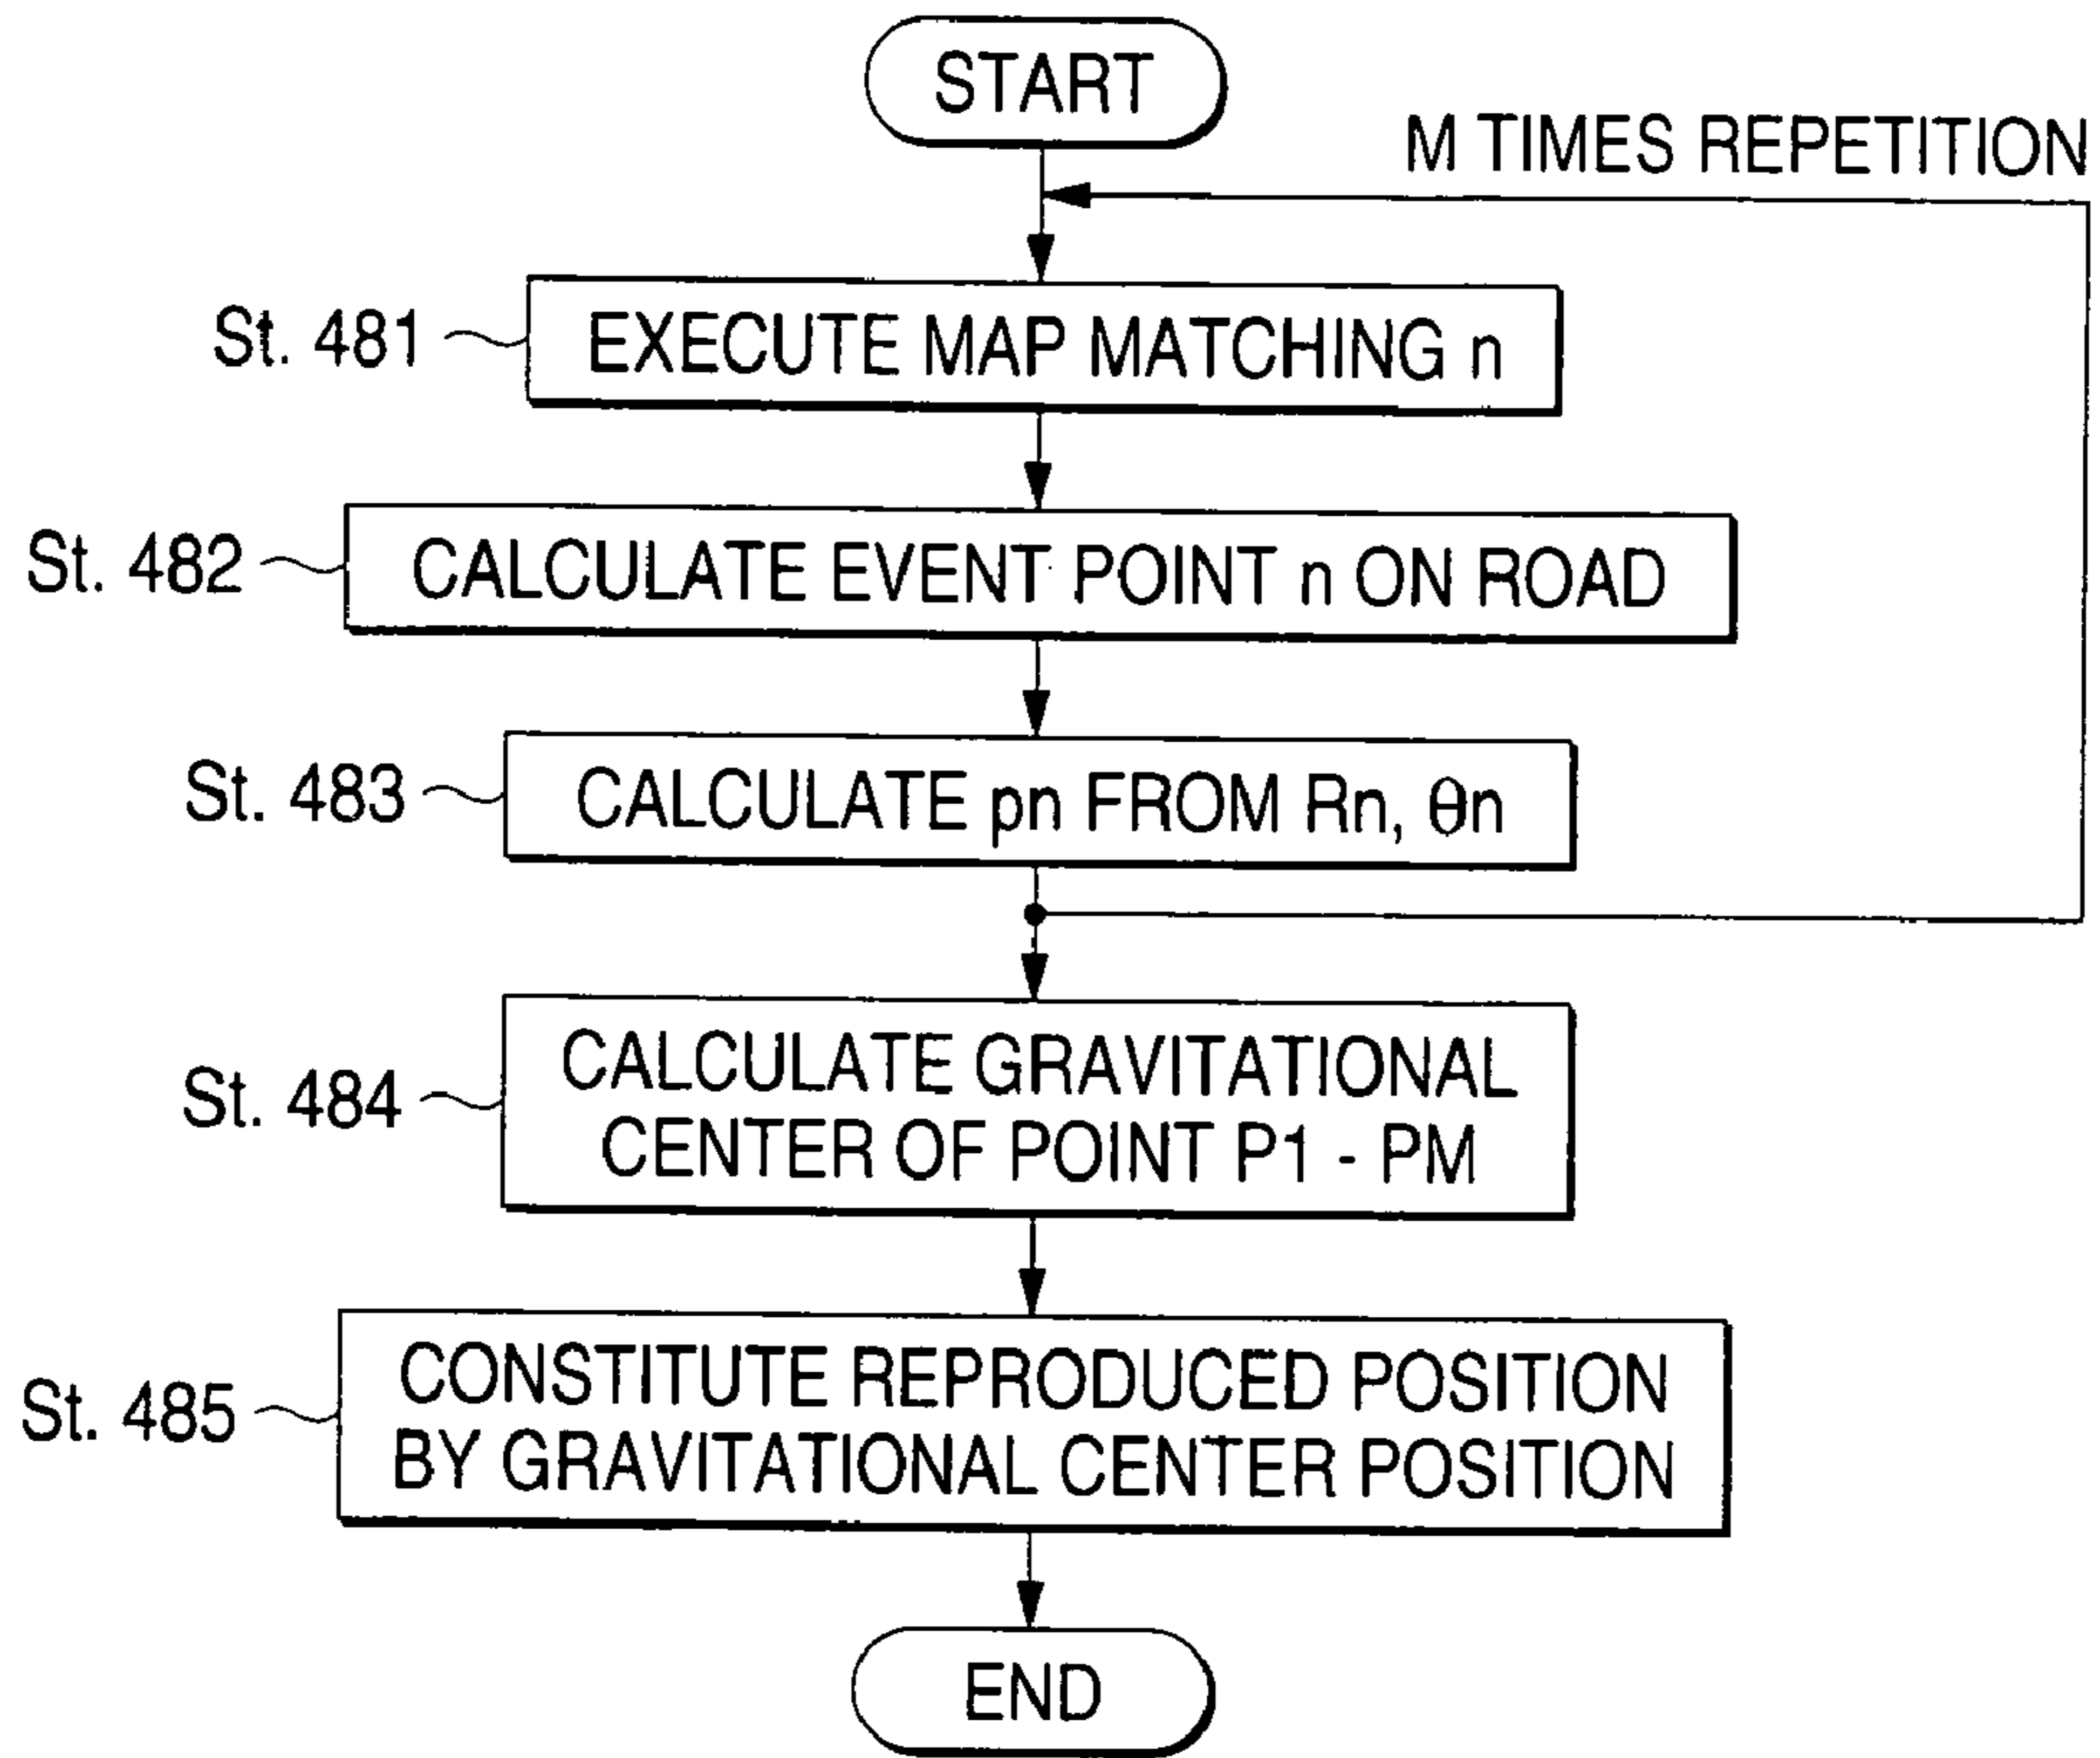 START
M TIMES REPETITION
St. 481
EXECUTE MAP MATCHING n
St. 482
CALCULATE EVENT POINT n ON ROAD
St. 483
CALCULATE pn FROM Rn, θn
St. 484
CALCULATE GRAVITATIONAL
CENTER OF POINT P1 - PM
St. 485
CONSTITUTE REPRODUCED POSITION
BY GRAVITATIONAL CENTER POSITION
END